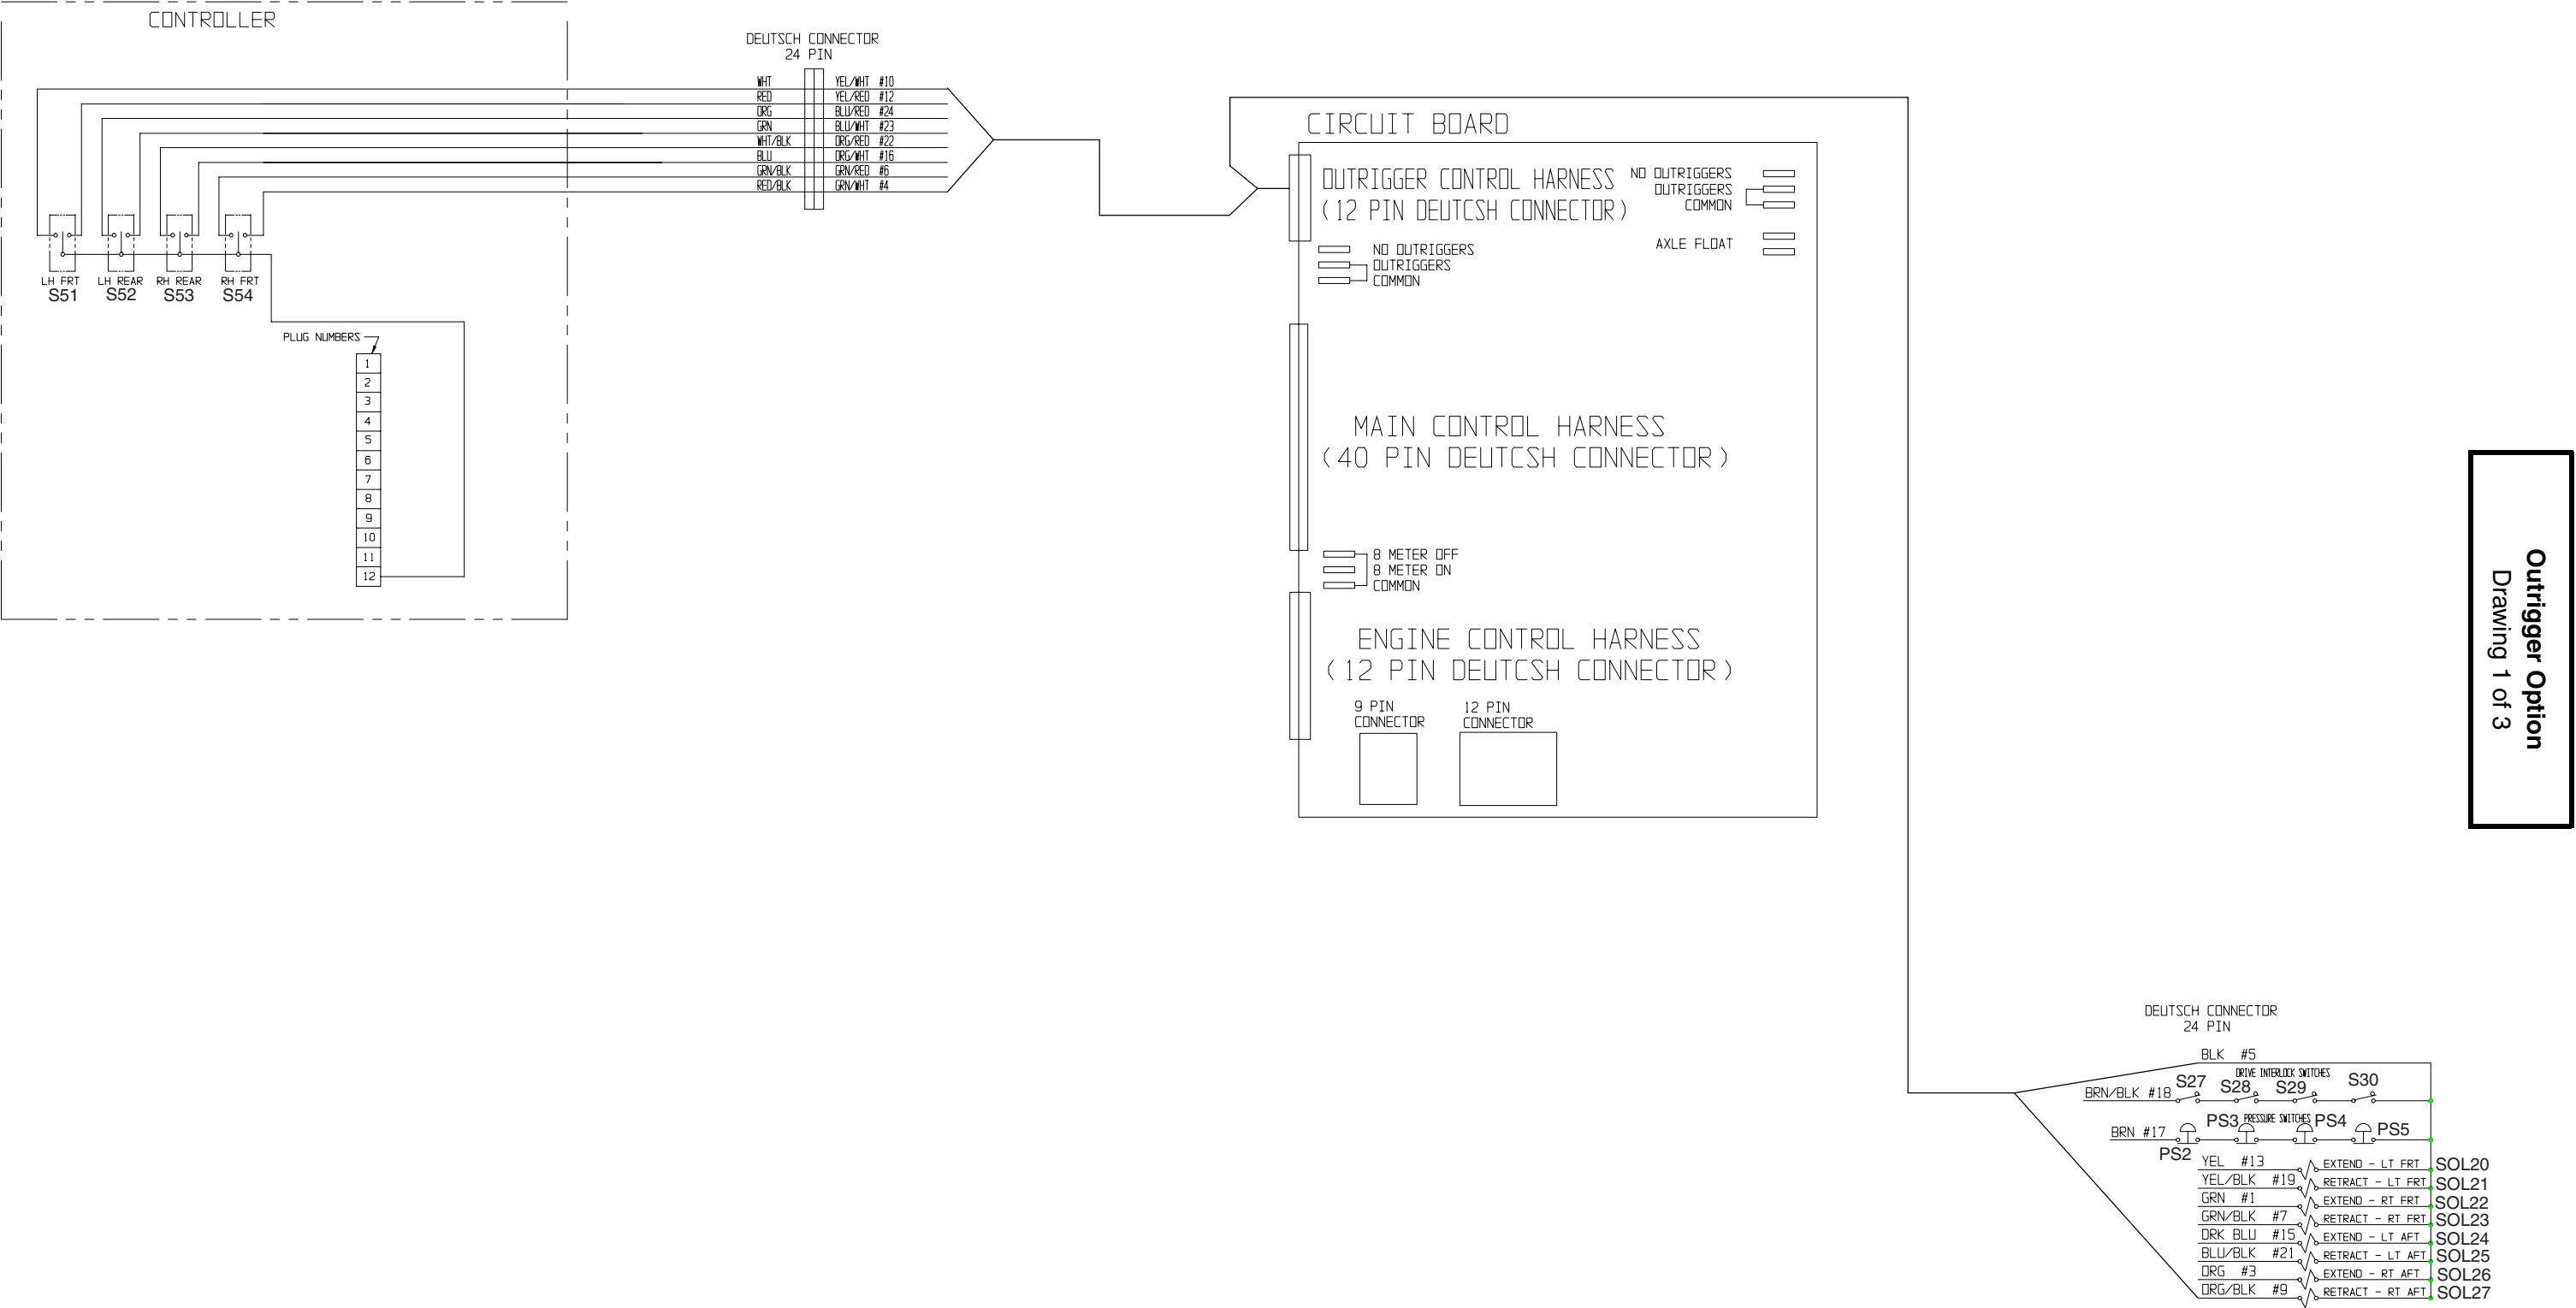 CONTROLLER
DEUTSCH CONNECTOR
24 PIN
WHT YEL/WHT #10
RED YEL/RED #12
ORG BLU/RED #24
GRN BLU/WHT #23
WHT/BLK ORG/RED #22
BLU ORG/WHT #16
GRN/BLK GRN/RED #6
RED/BLK GRN/WHT #4
LH FRT LH REAR RH REAR RH FRT
S51 S52 S53 S54
PLUG NUMBERS
1
2
3
4
5
6
7
8
9
10
11
12
CIRCUIT BOARD
OUTRIGGER CONTROL HARNESS
(12 PIN DEUTCSH CONNECTOR)
NO OUTRIGGERS
OUTRIGGERS
COMMON
AXLE FLOAT
NO OUTRIGGERS
OUTRIGGERS
COMMON
MAIN CONTROL HARNESS
(40 PIN DEUTCSH CONNECTOR)
8 METER OFF
8 METER ON
COMMON
ENGINE CONTROL HARNESS
(12 PIN DEUTCSH CONNECTOR)
9 PIN
CONNECTOR
12 PIN
CONNECTOR
Outrigger Option
Drawing 1 of 3
DEUTSCH CONNECTOR
24 PIN
BLK #5
DRIVE INTERLOCK SWITCHES
BRN/BLK #18 S27 S28 S29 S30
PRESSURE SWITCHES
BRN #17 PS2 PS3 PS4 PS5
YEL #13 EXTEND - LT FRT SOL20
YEL/BLK #19 RETRACT - LT FRT SOL21
GRN #1 EXTEND - RT FRT SOL22
GRN/BLK #7 RETRACT - RT FRT SOL23
DRK BLU #15 EXTEND - LT AFT SOL24
BLU/BLK #21 RETRACT - LT AFT SOL25
ORG #3 EXTEND - RT AFT SOL26
ORG/BLK #9 RETRACT - RT AFT SOL27